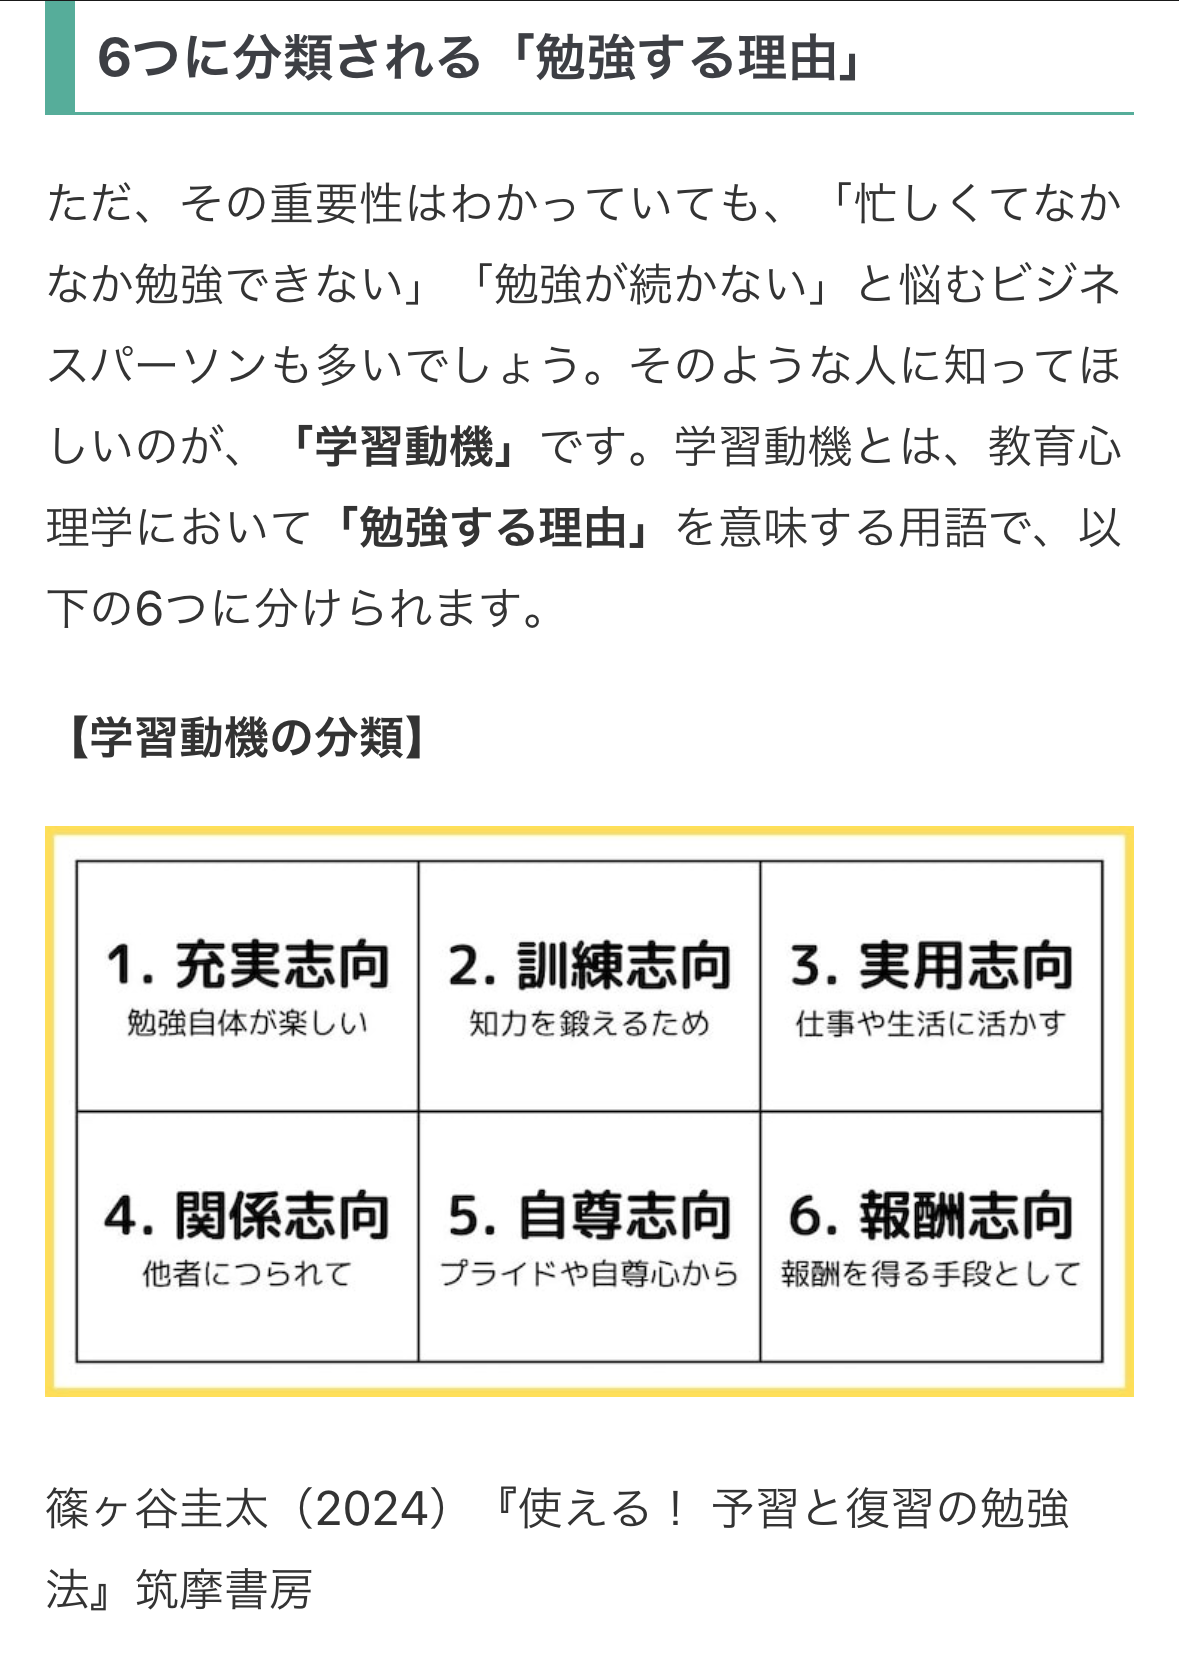 6つに分類される「勉強する理由」
ただ、その重要性はわかっていても、「忙しくてなか
なか勉強できない」「勉強が続かない」と悩むビジネ
スパーソンも多いでしょう。そのような人に知ってほ
しいのが、「学習動機」です。学習動機とは、教育心
理学において「勉強する理由」を意味する用語で、以
下の6つに分けられます。
【学習動機の分類】
1. 充実志向
勉強自体が楽しい
2. 訓練志向
知力を鍛えるため
3. 実用志向
仕事や生活に活かす
4. 関係志向
他者につられて
5. 自尊志向
プライドや自尊心から
6. 報酬志向
報酬を得る手段として
篠ヶ谷圭太（2024）『使える！ 予習と復習の勉強
法』筑摩書房